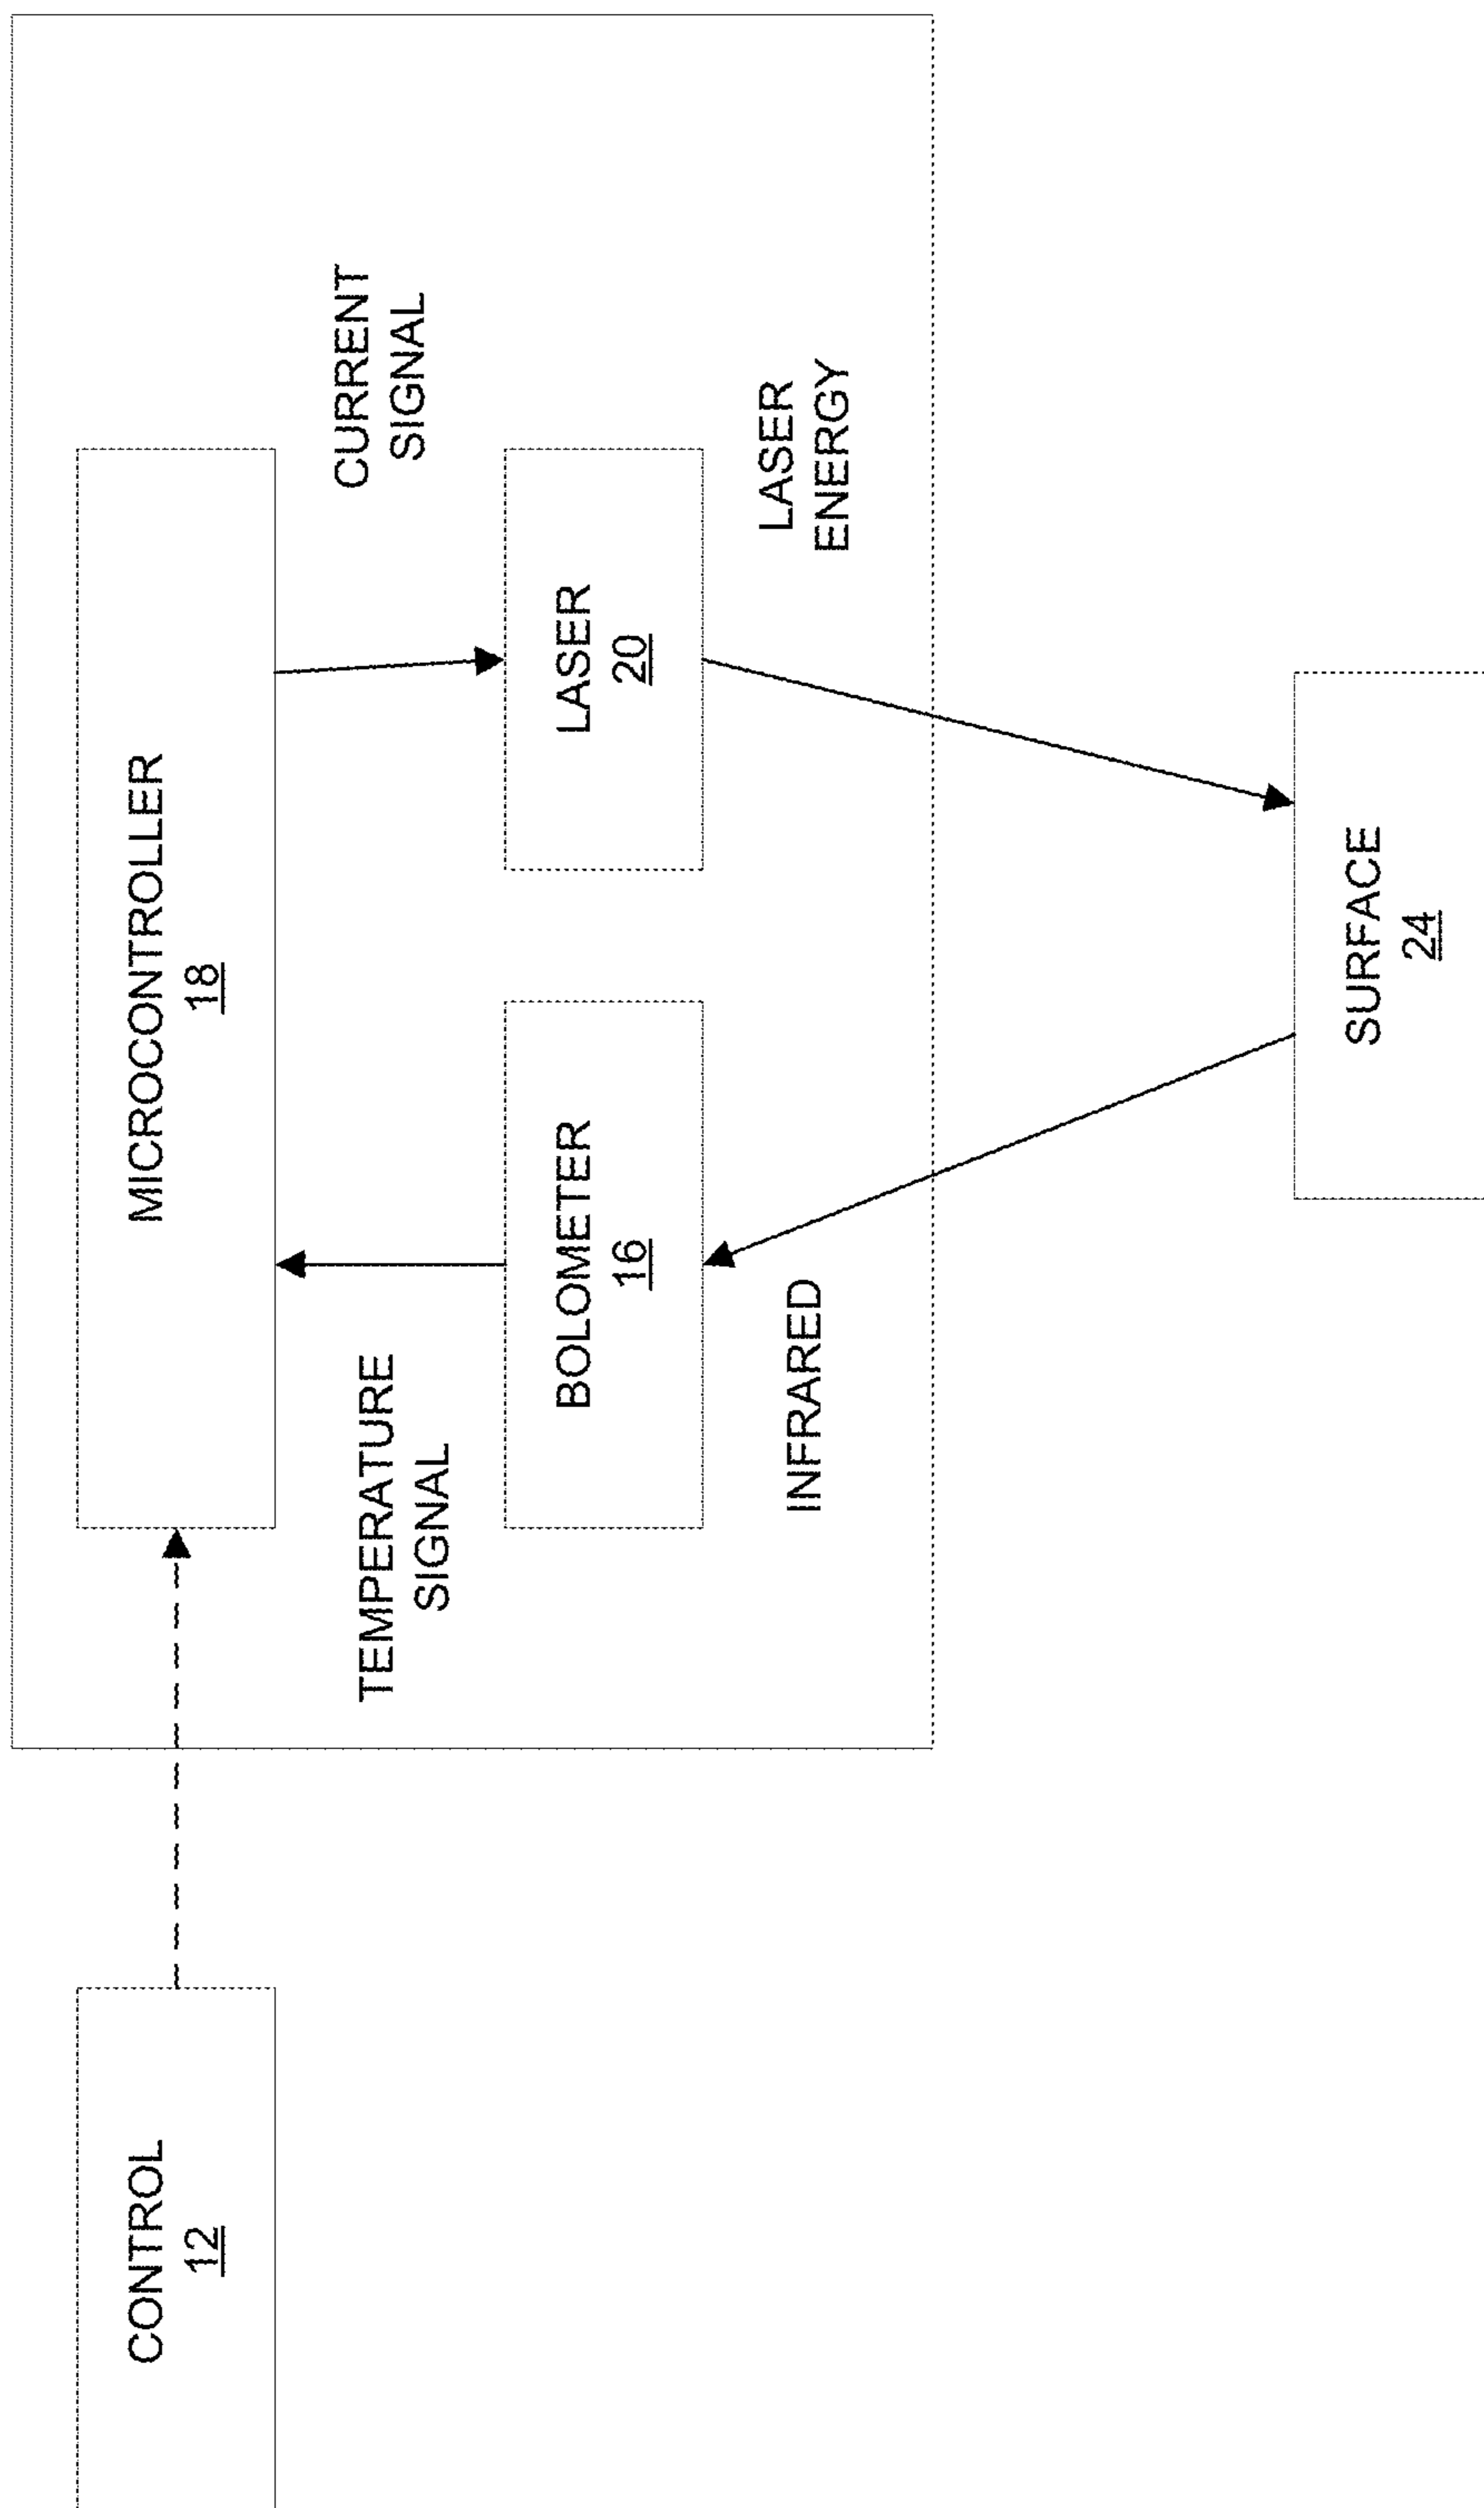 CONTROL
12
MICROCONTROLLER
18
TEMPERATURE
SIGNAL
CURRENT
SIGNAL
BOLOMETER
16
LASER
20
INFRARED
LASER
ENERGY
SURFACE
24